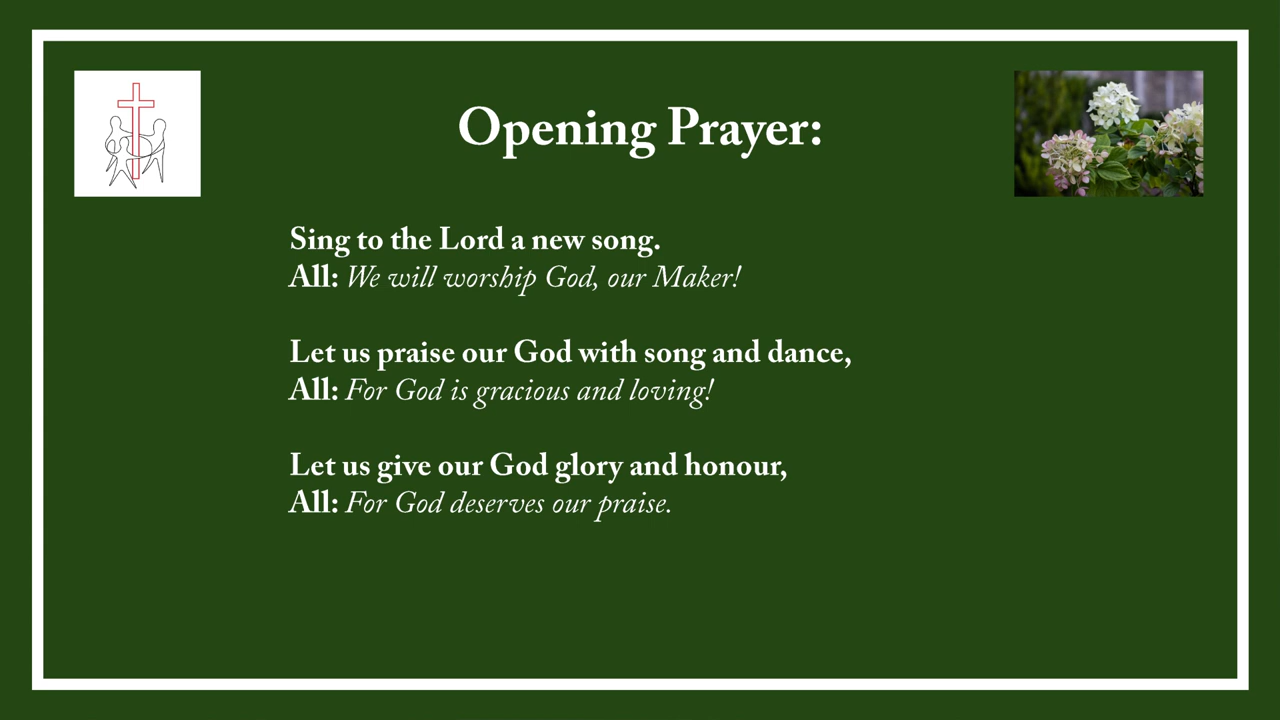 Opening Prayer:
Sing to the Lord a new song.
All: We will worship God, our Maker!
Let us praise our God with song and dance,
All: For God is gracious and loving!
Let us give our God glory and honour,
All: For God deserves our praise.